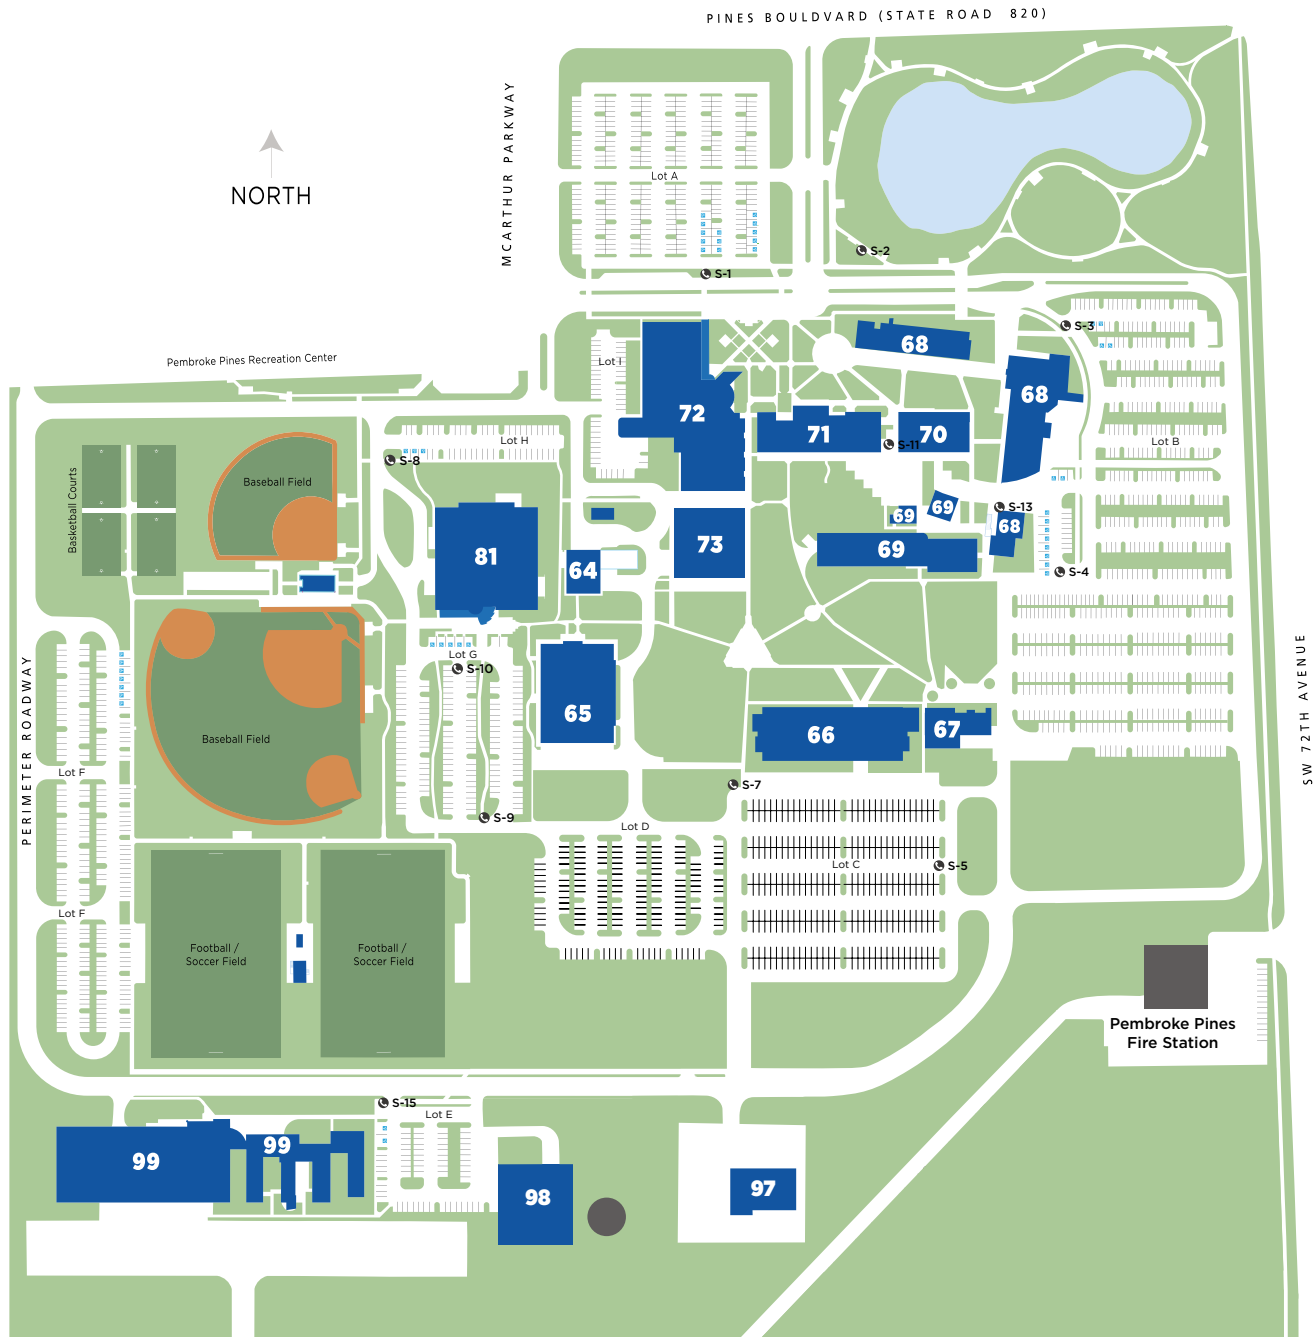 PINES BOULDVARD (STATE ROAD 820)
MCARTHUR PARKWAY
NORTH
Lot A
S-2
S-1
S-3
68
Pembroke Pines Recreation Center
Lot I
68
72
71
70
S-11
Lot B
Lot H
S-8
Basketball Courts
Baseball Field
69
69
S-13
68
73
69
81
64
S-4
SW 72TH AVENUE
PERIMETER ROADWAY
Lot G
S-10
65
66
67
Baseball Field
Lot F
S-7
S-9
Lot D
Lot C
S-5
Lot F
Football /
Soccer Field
Football /
Soccer Field
Pembroke Pines
Fire Station
S-15
Lot E
99
99
98
97